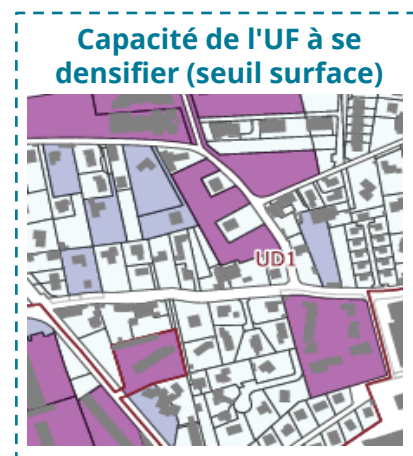 Capacité de l'UF à se
densifier (seuil surface)
UD1